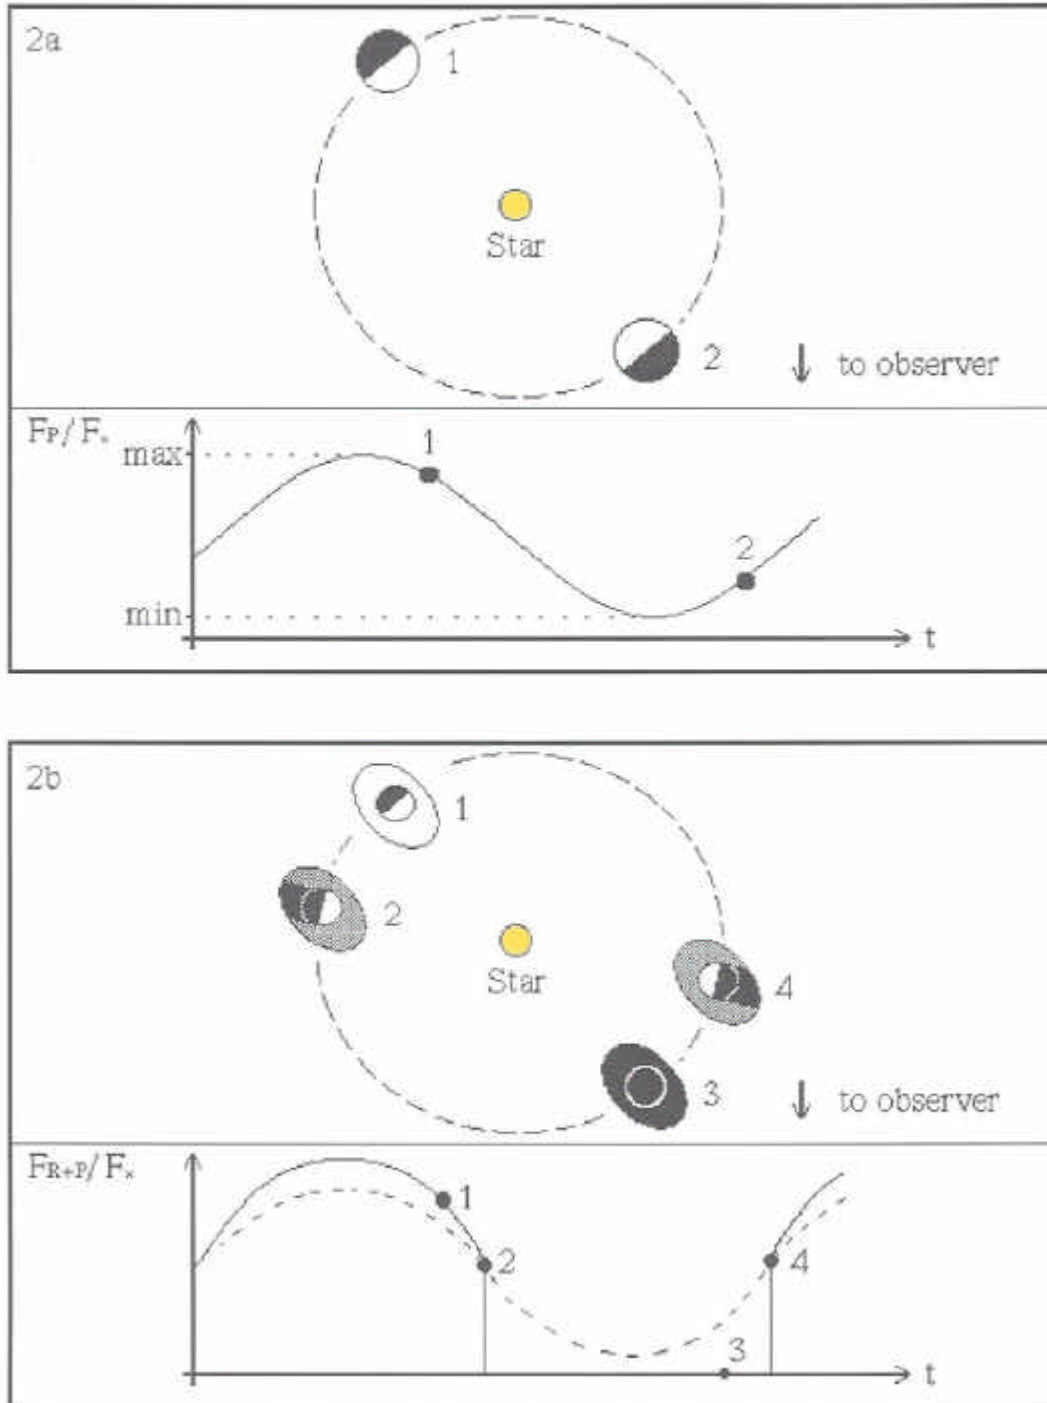 2a
1
Star
2
to observer
FP/F*
max
1
2
min
t
2b
1
2
Star
4
3
to observer
FR+P/F*
1
2
4
3
t